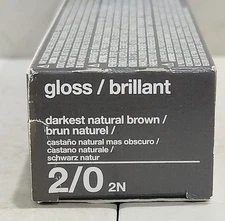 gloss / brillant
darkest natural brown /
brun naturel /
castaño natural mas obscuro /
castano naturale /
schwarz natur
2/0 2N